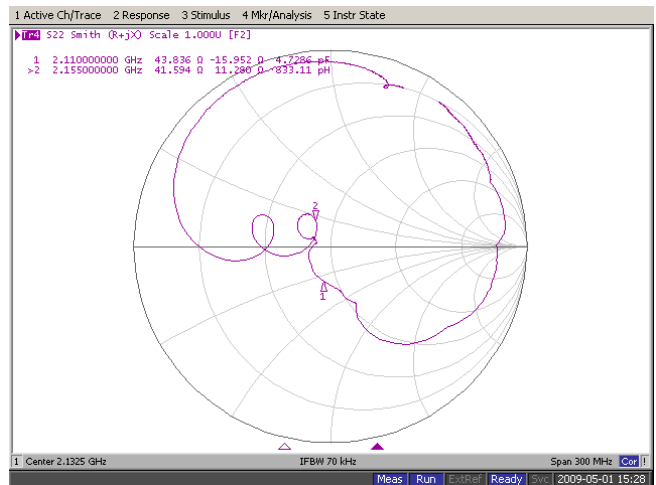 1 Active Ch/Trace 2 Response 3 Stimulus 4 Mkr/Analysis 5 Instr State
Tr4 S22 Smith (R+jX) Scale 1.000U [F2]
1 2.110000000 GHz 43.836 Ω -15.952 Ω 4.7286 pF
>2 2.155000000 GHz 41.594 Ω 11.280 Ω 833.11 pH
2
1
1 Center 2.1325 GHz IFBW 70 kHz Span 300 MHz Cor !
Meas Run ExtRef Ready Svc 2009-05-01 15:28